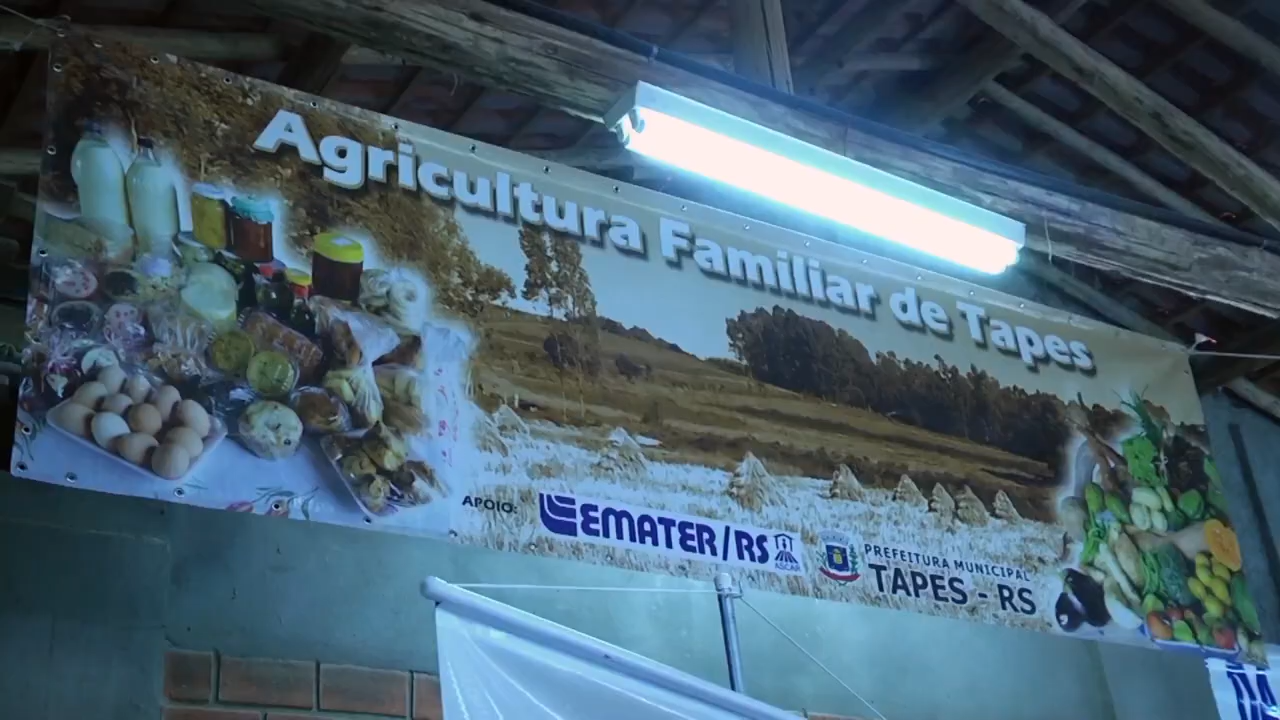 Agricultura Familiar de Tapes
APOIO:
EMATER/RS
ASCAR
PREFEITURA MUNICIPAL
TAPES - RS